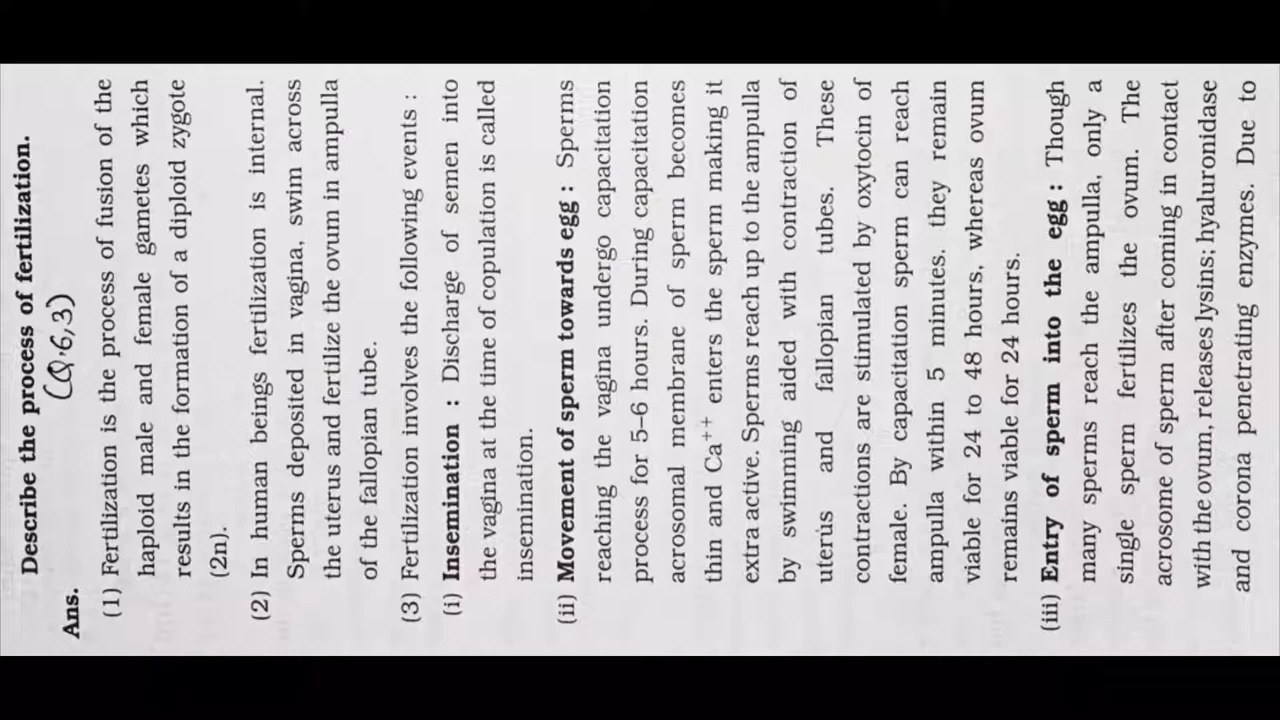 Describe the process of fertilization.
(Q.6,3)
Ans.
(1) Fertilization is the process of fusion of the
haploid male and female gametes which
results in the formation of a diploid zygote
(2n).
(2) In human beings fertilization is internal.
Sperms deposited in vagina, swim across
the uterus and fertilize the ovum in ampulla
of the fallopian tube.
(3) Fertilization involves the following events :
(i) Insemination : Discharge of semen into
the vagina at the time of copulation is called
insemination.
(ii) Movement of sperm towards egg : Sperms
reaching the vagina undergo capacitation
process for 5–6 hours. During capacitation
acrosomal membrane of sperm becomes
thin and Ca⁺⁺ enters the sperm making it
extra active. Sperms reach up to the ampulla
by swimming aided with contraction of
uterus and fallopian tubes. These
contractions are stimulated by oxytocin of
female. By capacitation sperm can reach
ampulla within 5 minutes, they remain
viable for 24 to 48 hours, whereas ovum
remains viable for 24 hours.
(iii) Entry of sperm into the egg : Though
many sperms reach the ampulla, only a
single sperm fertilizes the ovum. The
acrosome of sperm after coming in contact
with the ovum, releases lysins; hyaluronidase
and corona penetrating enzymes. Due to